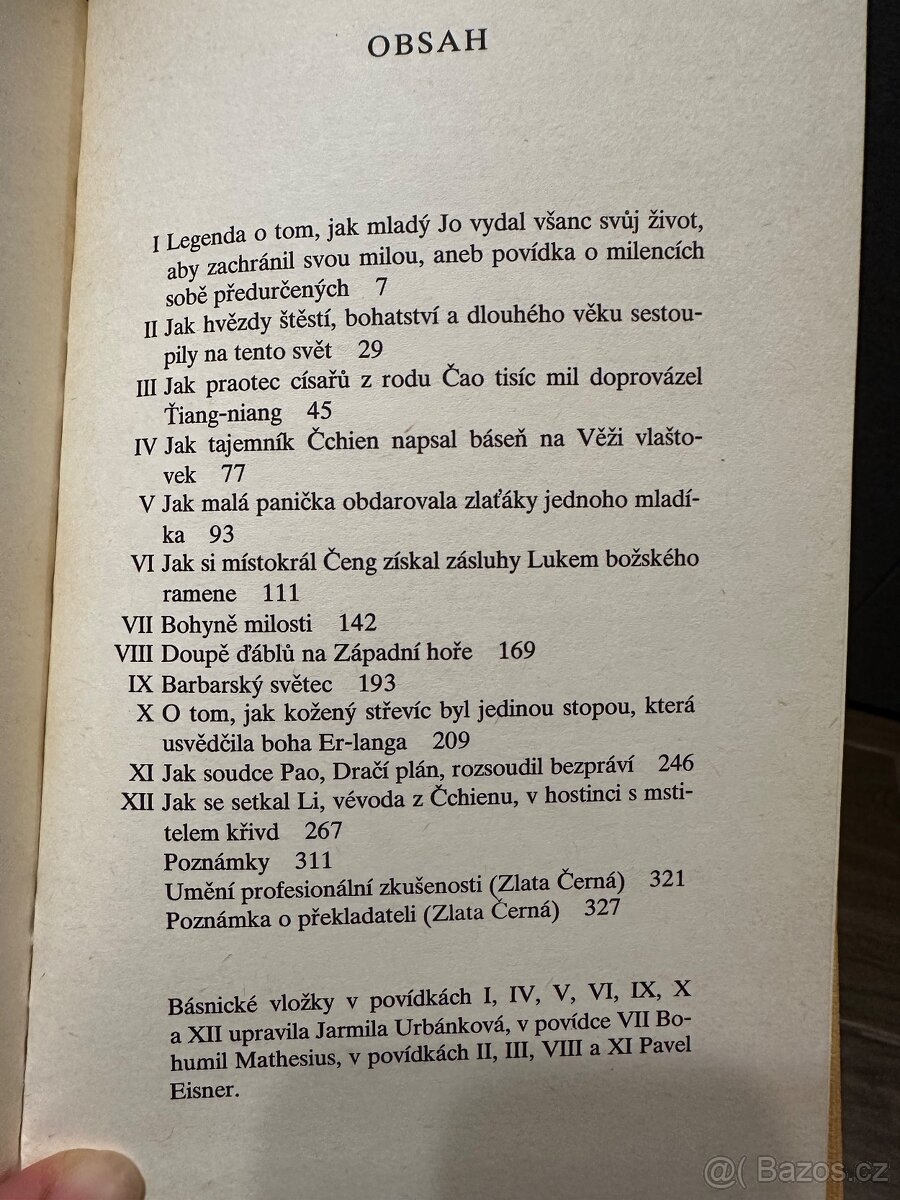 OBSAH
I Legenda o tom, jak mladý Jo vydal všanc svůj život,
aby zachránil svou milou, aneb povídka o milencích
sobě předurčených 7
II Jak hvězdy štěstí, bohatství a dlouhého věku sestou-
pily na tento svět 29
III Jak praotec císařů z rodu Čao tisíc mil doprovázel
Ťiang-niang 45
IV Jak tajemník Čchien napsal báseň na Věži vlašto-
vek 77
V Jak malá panička obdarovala zlaťáky jednoho mladí-
ka 93
VI Jak si místokrál Čeng získal zásluhy Lukem božského
ramene 111
VII Bohyně milosti 142
VIII Doupě ďáblů na Západní hoře 169
IX Barbarský světec 193
X O tom, jak kožený střevíc byl jedinou stopou, která
usvědčila boha Er-langa 209
XI Jak soudce Pao, Dračí plán, rozsoudil bezpráví 246
XII Jak se setkal Li, vévoda z Čchienu, v hostinci s msti-
telem křivd 267
Poznámky 311
Umění profesionální zkušenosti (Zlata Černá) 321
Poznámka o překladateli (Zlata Černá) 327
Básnické vložky v povídkách I, IV, V, VI, IX, X
a XII upravila Jarmila Urbánková, v povídce VII Bo-
humil Mathesius, v povídkách II, III, VIII a XI Pavel
Eisner.
@( Bazos.cz